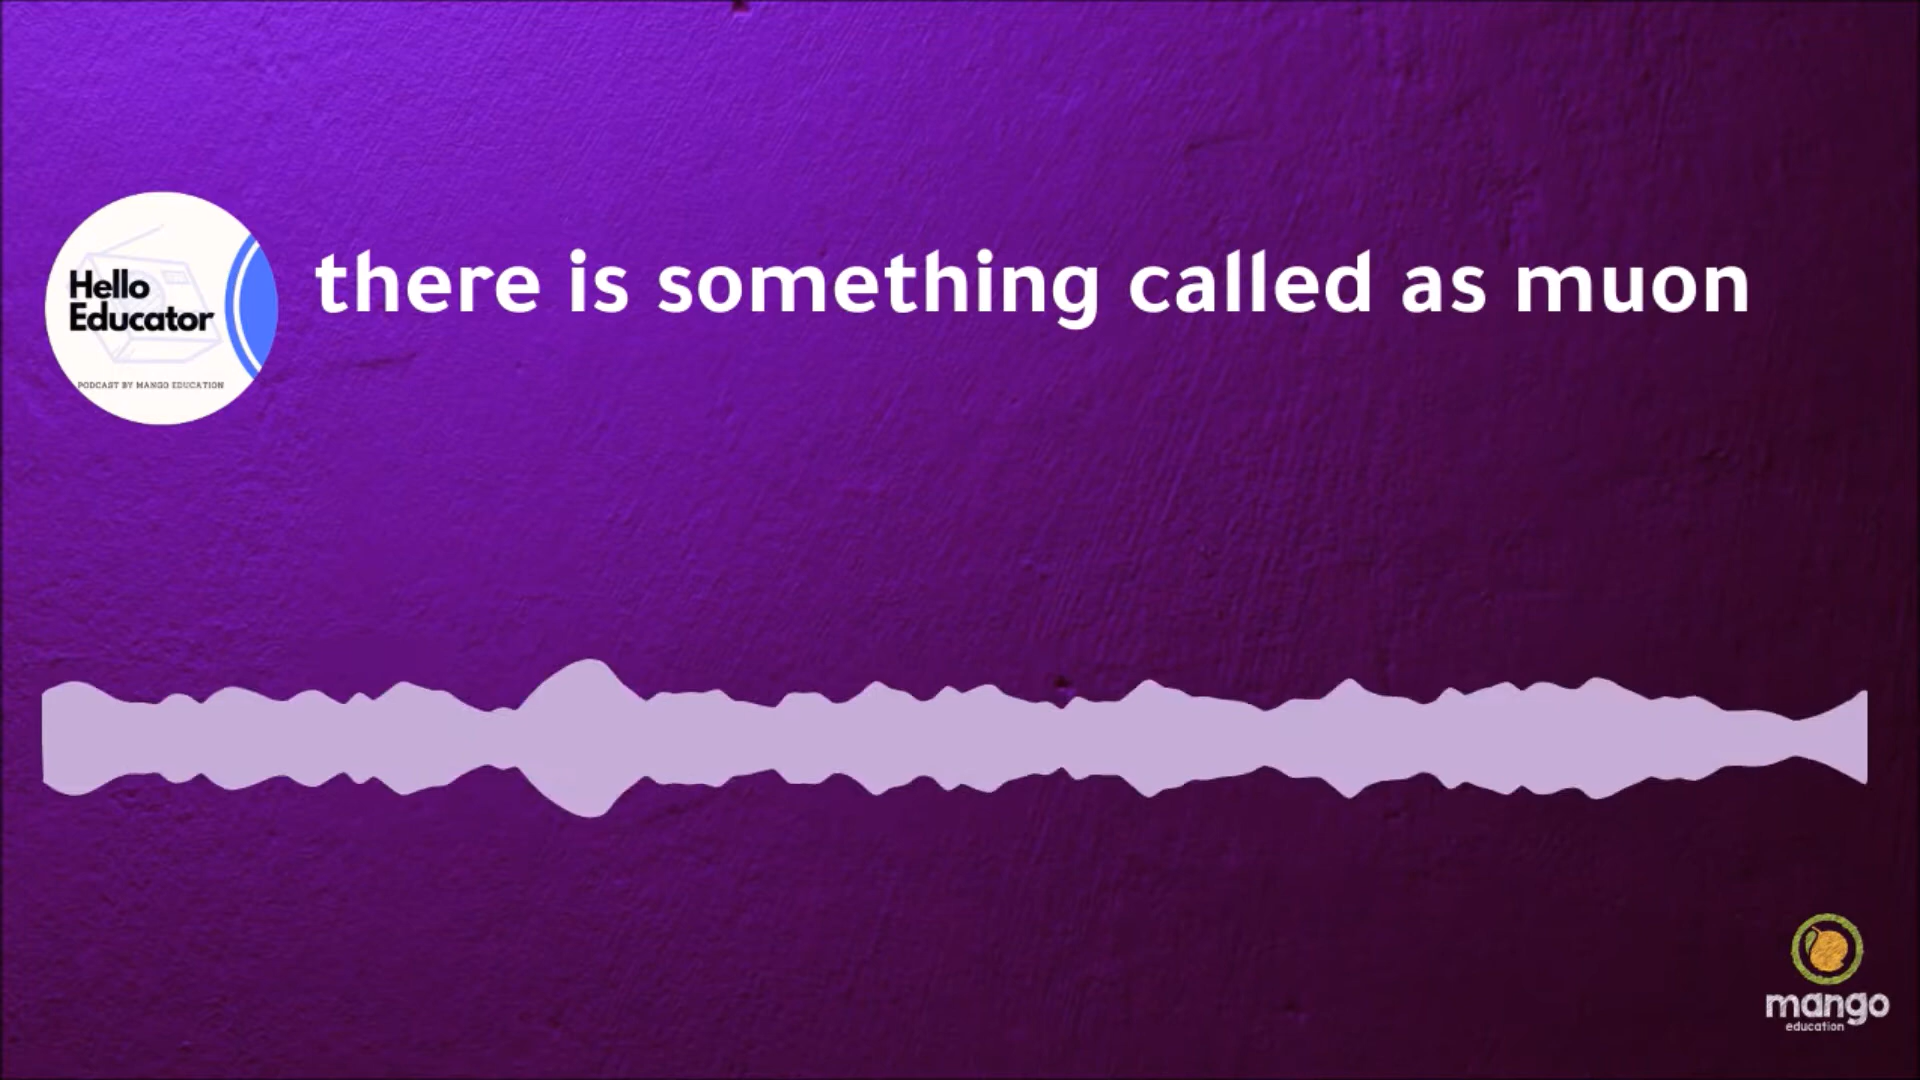 there is something called as muon
Hello
Educator
PODCAST BY MANGO EDUCATION
mango
education